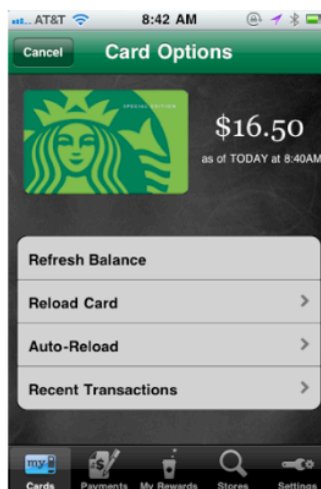 AT&T 8:42 AM
Cancel Card Options
SPECIAL EDITION
$16.50
as of TODAY at 8:40AM
Refresh Balance
Reload Card
Auto-Reload
Recent Transactions
my
Cards Payments My Rewards Stores Settings